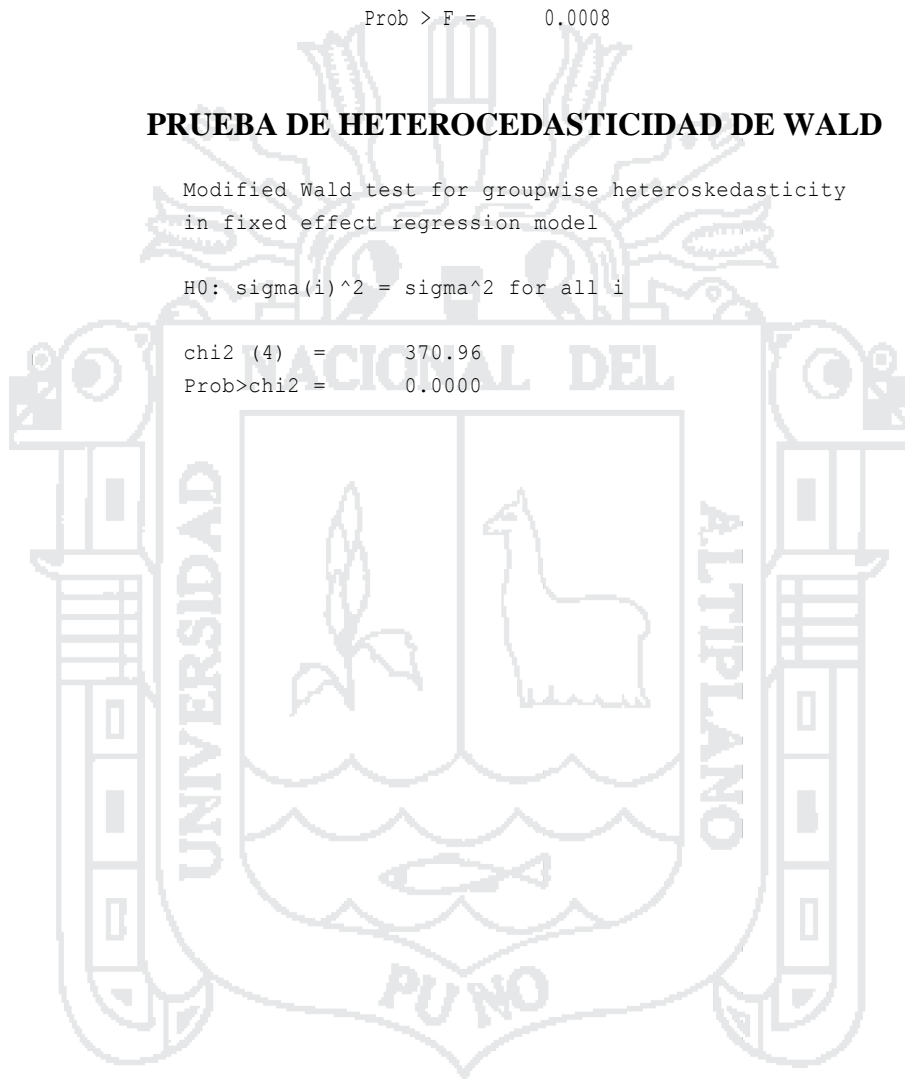 Prob > F = 0.0008
PRUEBA DE HETEROCEDASTICIDAD DE WALD
Modified Wald test for groupwise heteroskedasticity
in fixed effect regression model
H0: sigma(i)^2 = sigma^2 for all i
chi2 (4) = 370.96
Prob>chi2 = 0.0000
NACIONAL DEL
UNIVERSIDAD
ALTIPLANO
PUNO